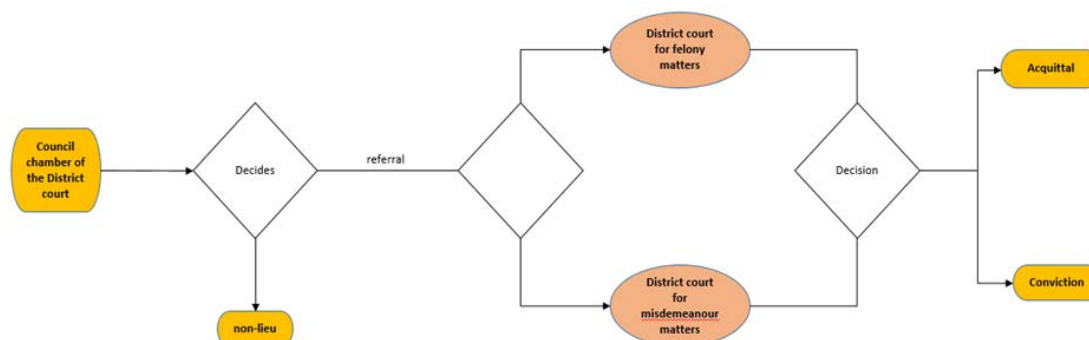 District court
for felony
matters
Acquittal
Council
chamber of
the District
court
Decides
referral
Decision
District court
for
misdemeanour
matters
Conviction
non-lieu